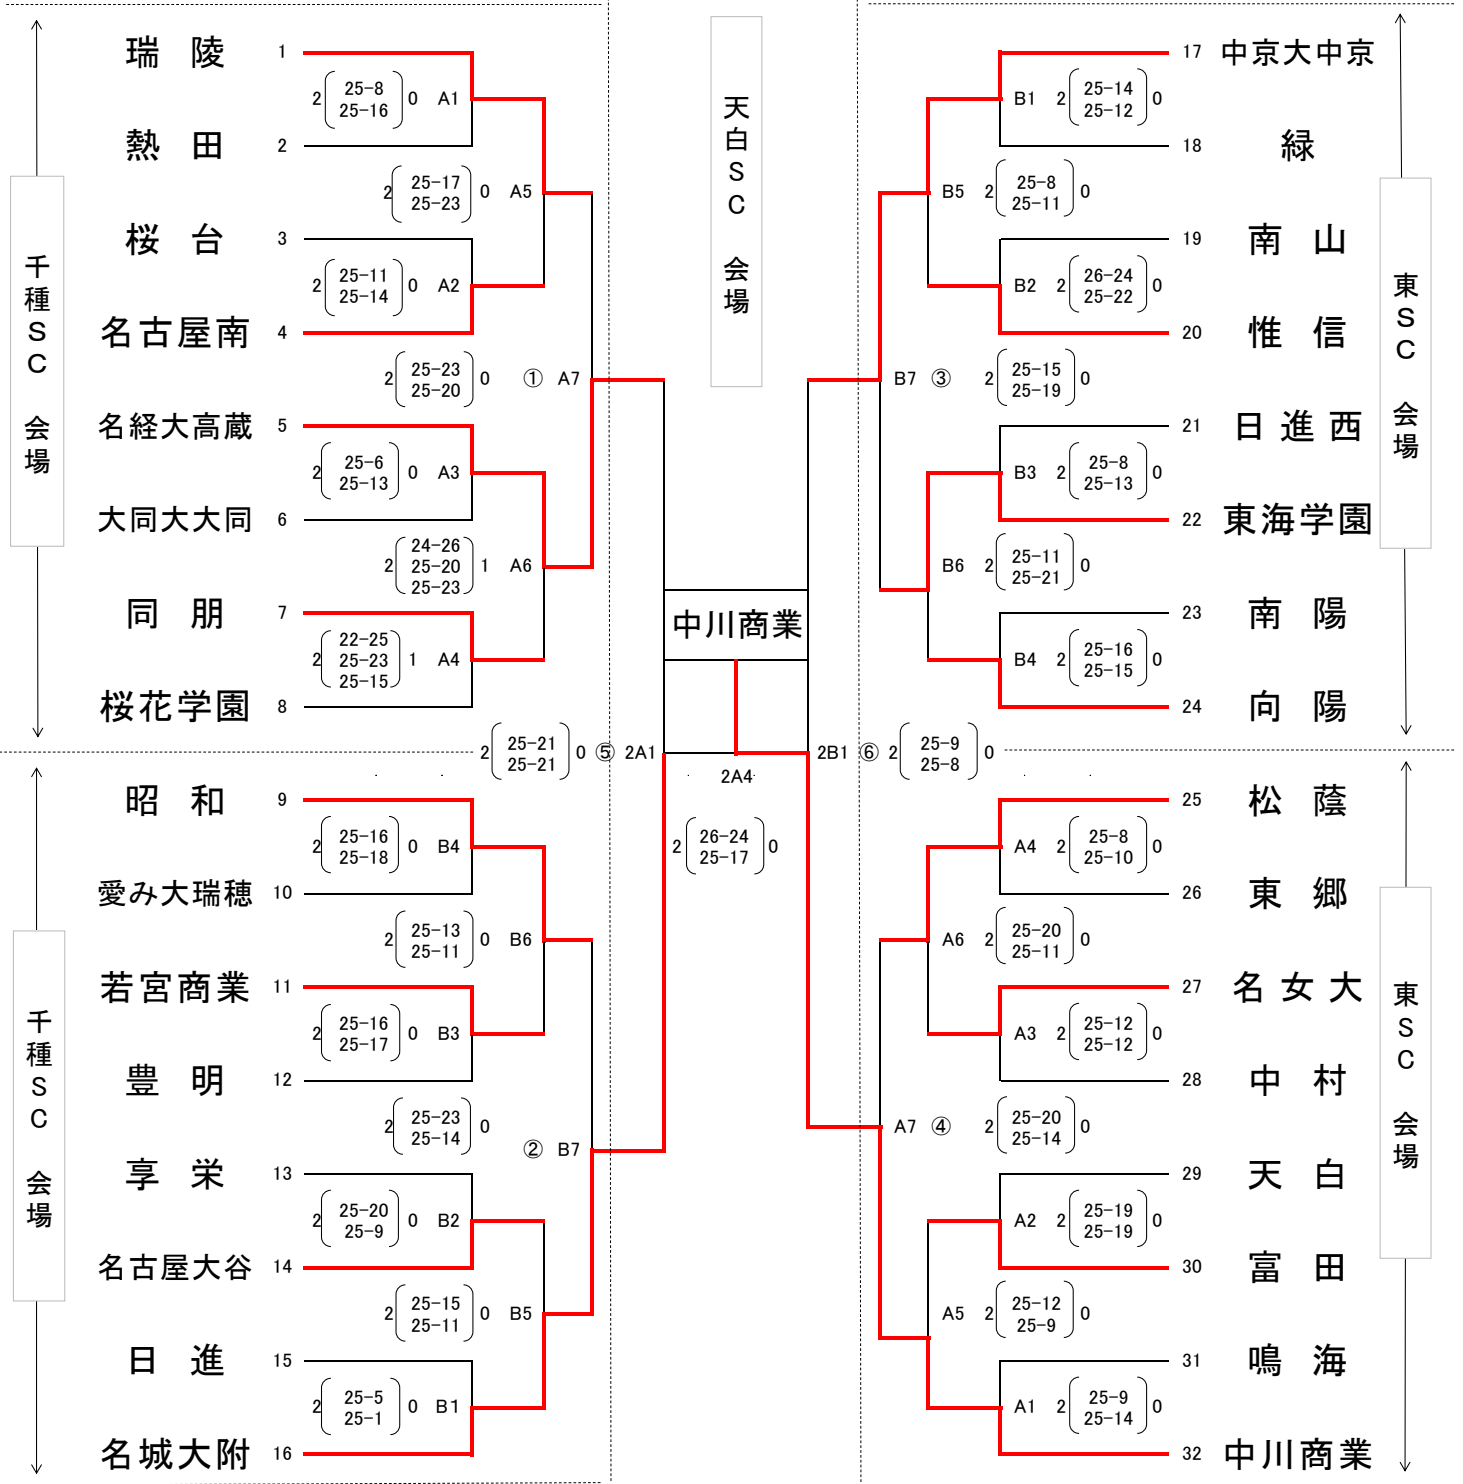 瑞陵 1
2 25-8 0 A1
25-16
熱田 2
2 25-17 0 A5
25-23
桜台 3
2 25-11 0 A2
25-14
名古屋南 4
2 25-23 0 ① A7
25-20
名経大高蔵 5
2 25-6 0 A3
25-13
大同大大同 6
24-26
2 25-20 1 A6
25-23
同朋 7
22-25
2 25-23 1 A4
25-15
桜花学園 8
千種SC 会場
2 25-21 0 ⑤ 2A1
25-21
昭和 9
2 25-16 0 B4
25-18
愛み大瑞穂 10
2 25-13 0 B6
25-11
若宮商業 11
2 25-16 0 B3
25-17
豊明 12
2 25-23 0
25-14
② B7
享栄 13
2 25-20 0 B2
25-9
名古屋大谷 14
2 25-15 0 B5
25-11
日進 15
2 25-5 0 B1
25-1
名城大附 16
千種SC 会場
天白SC 会場
中川商業
2A4
2 26-24 0
25-17
17 中京大中京
B1 2 25-14 0
25-12
18 緑
B5 2 25-8 0
25-11
19 南山
B2 2 26-24 0
25-22
20 惟信
B7 ③ 2 25-15 0
25-19
21 日進西
B3 2 25-8 0
25-13
22 東海学園
B6 2 25-11 0
25-21
23 南陽
B4 2 25-16 0
25-15
24 向陽
東SC 会場
2B1 ⑥ 2 25-9 0
25-8
25 松蔭
A4 2 25-8 0
25-10
26 東郷
A6 2 25-20 0
25-11
27 名女大
A3 2 25-12 0
25-12
28 中村
A7 ④ 2 25-20 0
25-14
29 天白
A2 2 25-19 0
25-19
30 富田
A5 2 25-12 0
25-9
31 鳴海
A1 2 25-9 0
25-14
32 中川商業
東SC 会場